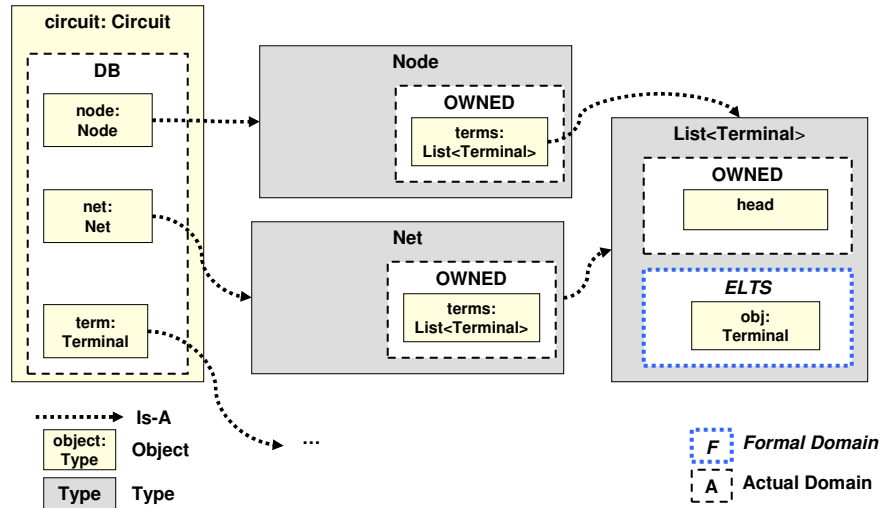 circuit: Circuit
DB
node:
Node
net:
Net
term:
Terminal
Node
OWNED
terms:
List<Terminal>
Net
OWNED
terms:
List<Terminal>
List<Terminal>
OWNED
head
ELTS
obj:
Terminal
...
Is-A
object:
Type
Object
Type
Type
F
Formal Domain
A
Actual Domain